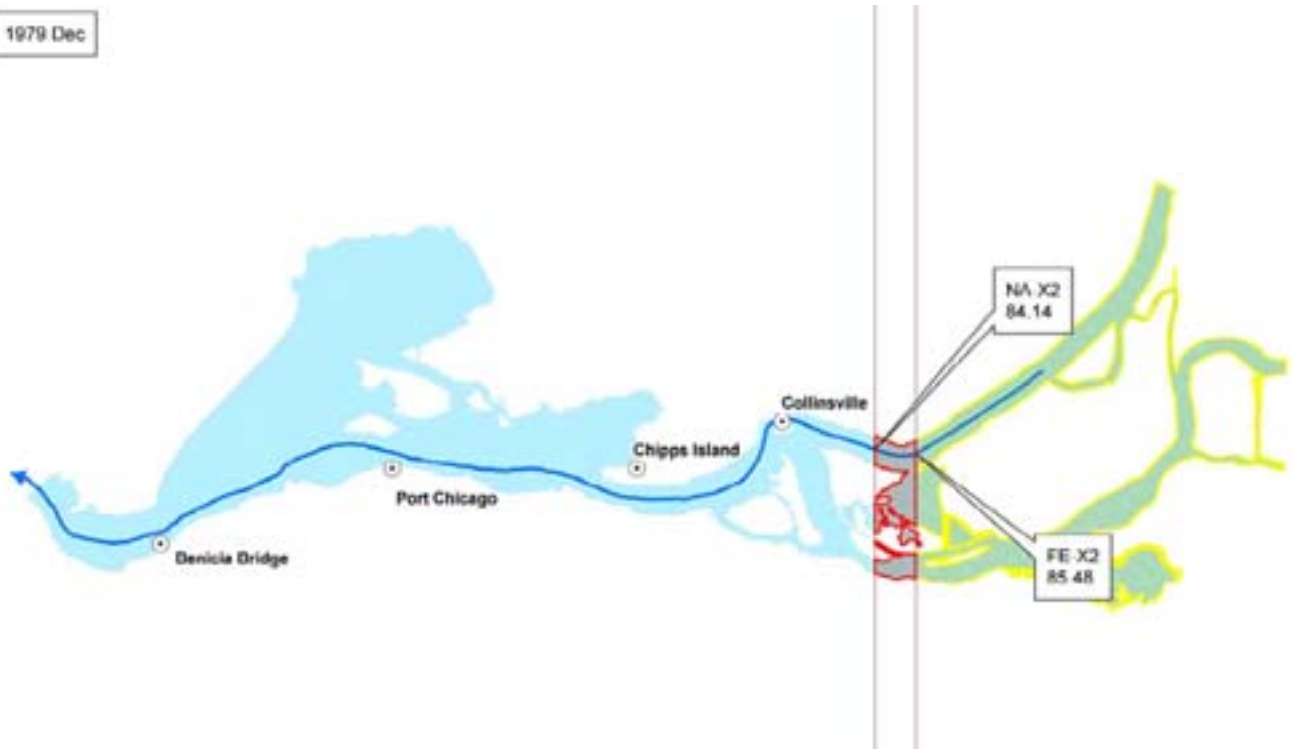 1979 Dec
NA X2
84.14
Collinsville
Chipps Island
Port Chicago
Benicia Bridge
FE X2
85.48